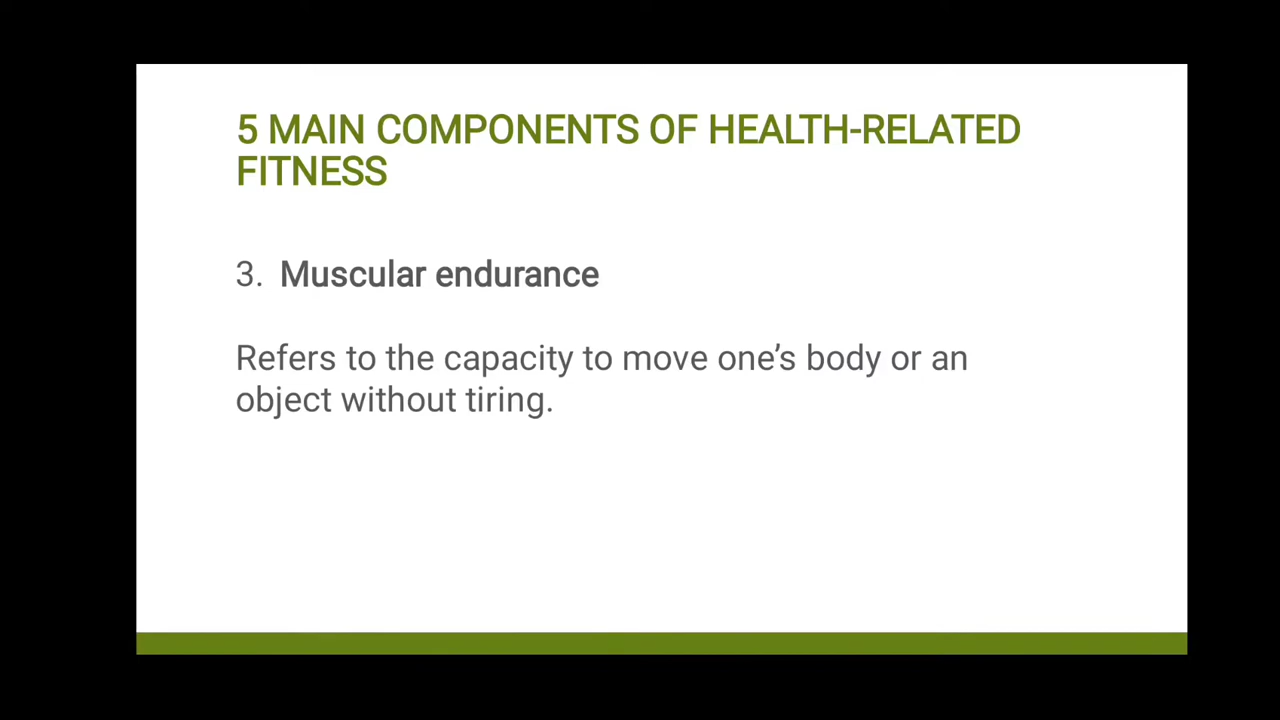 5 MAIN COMPONENTS OF HEALTH-RELATED
FITNESS
3. Muscular endurance
Refers to the capacity to move one’s body or an
object without tiring.